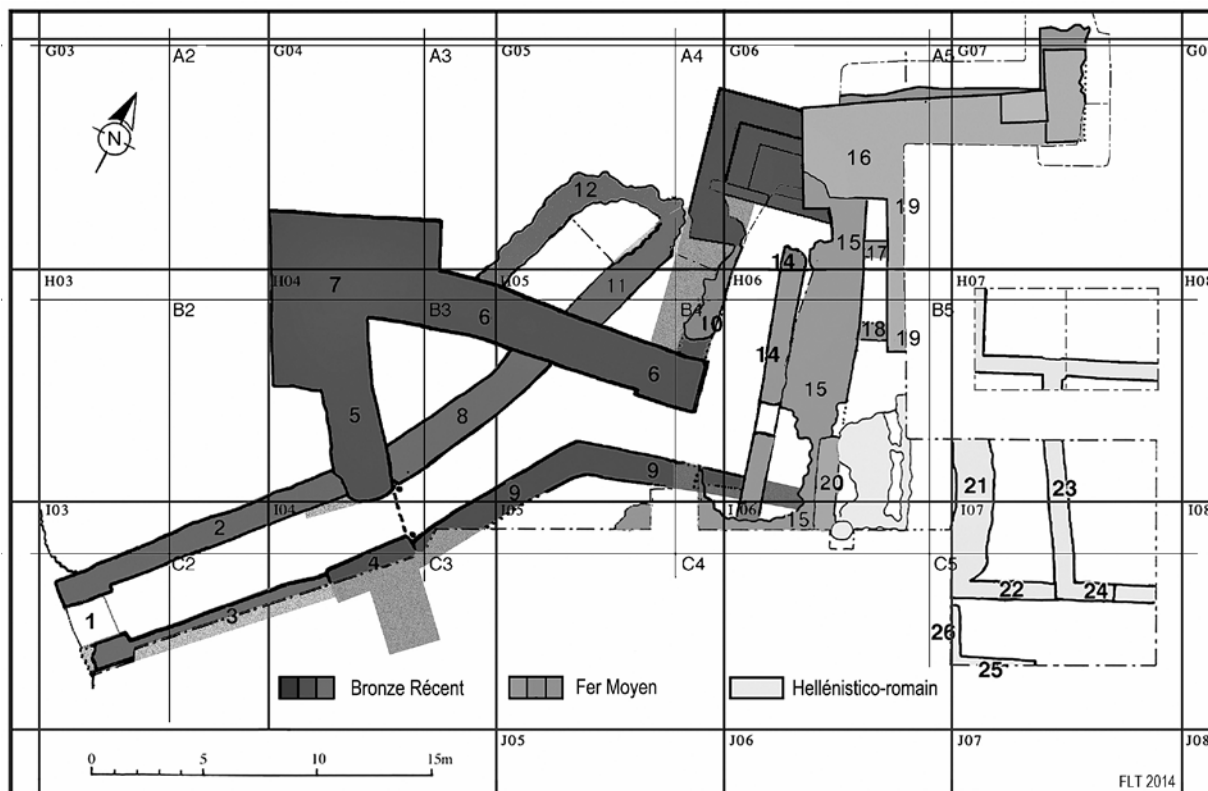 G03 A2 G04 A3 G05 A4 G06 A5 G07 G0
N
12
16
19
15 17
14
H03 H04 H05 H06 H07 H08
7 11
B2 B3 6 B4 10 18 B5 19
14
6
15
5 8
9 20 21 23
9
I03 I04 I05 I/06 15 I07 I08
2
C2 4 C3 C4 C5
22 24
1 3
26
25
Bronze Récent Fer Moyen Hellénistico-romain
J05 J06 J07 J08
0 5 10 15m
FLT 2014